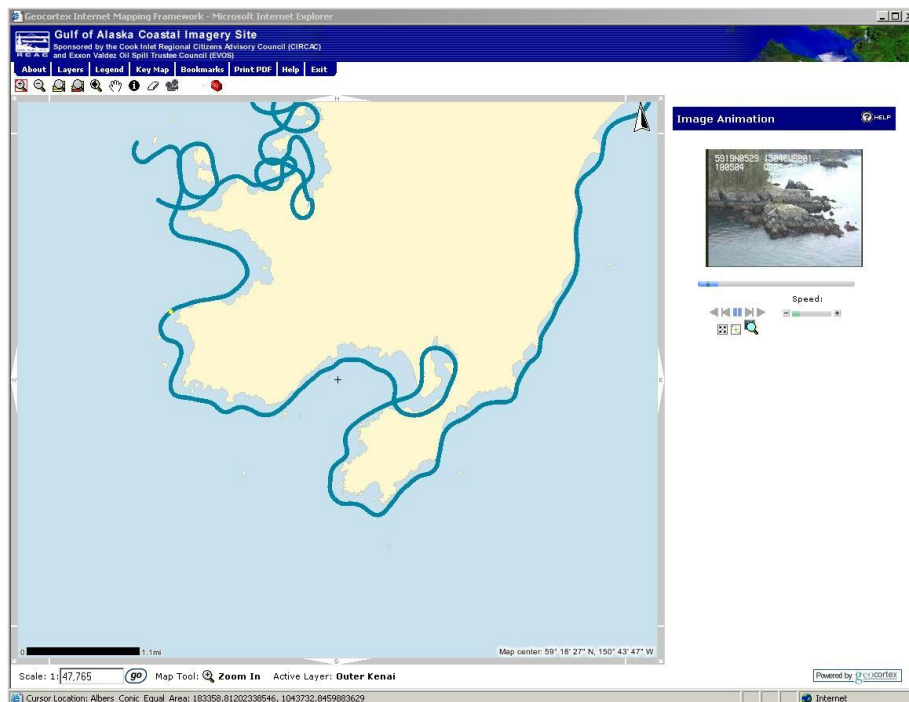 Geocortex Internet Mapping Framework - Microsoft Internet Explorer
Gulf of Alaska Coastal Imagery Site
RCAC
Sponsored by the Cook Inlet Regional Citizens Advisory Council (CIRCAC)
and Exxon Valdez Oil Spill Trustee Council (EVOS)
About Layers Legend Key Map Bookmarks Print PDF Help Exit
N
Image Animation
HELP
180504
Speed:
W
E
S
0 1.1mi
Map center: 59° 18' 27" N, 150° 43' 47" W
Scale: 1: 47,765 go Map Tool: Zoom In Active Layer: Outer Kenai
Powered by geocortex
Cursor Location: Albers_Conic_Equal_Area: 183358.81202338546, 1043732.8459883629
Internet